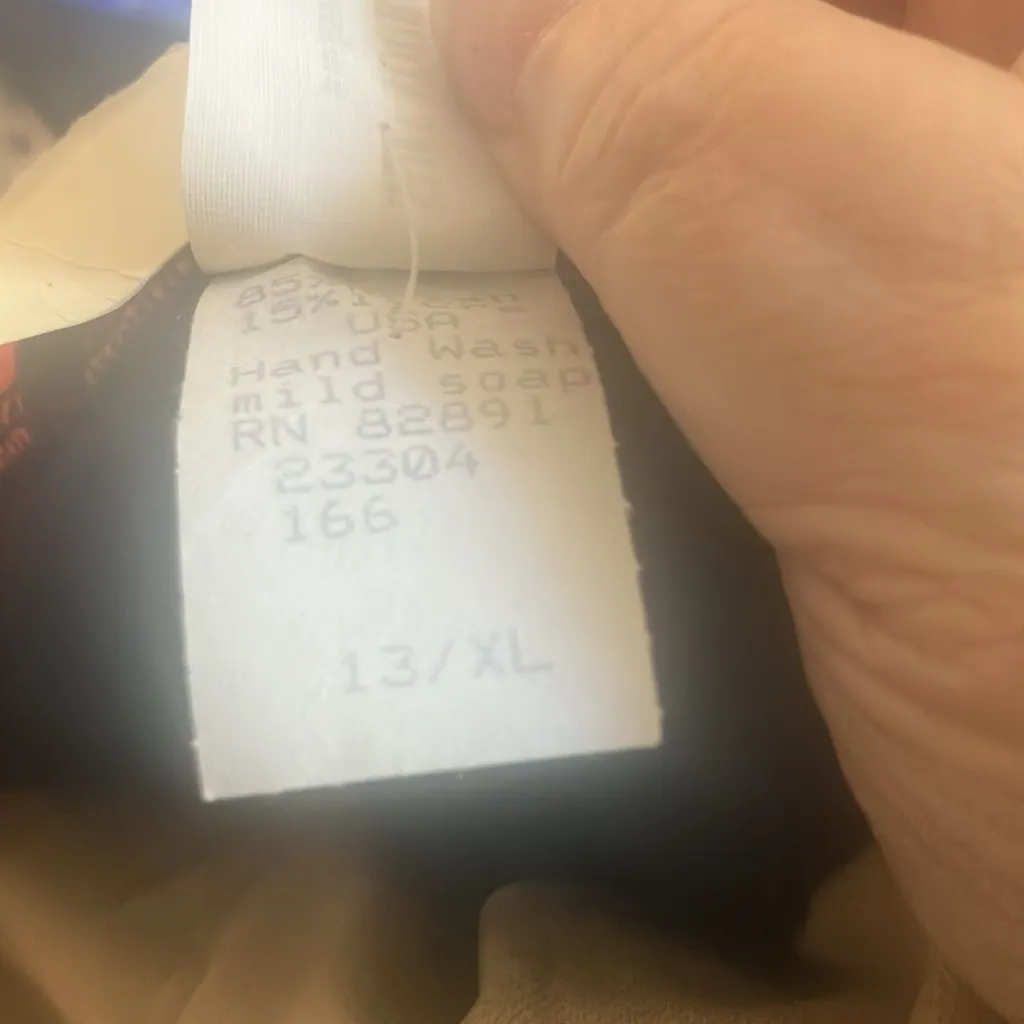 85%
15%
USA
Hand Wash
mild soap
RN 82891
23304
166
13/XL